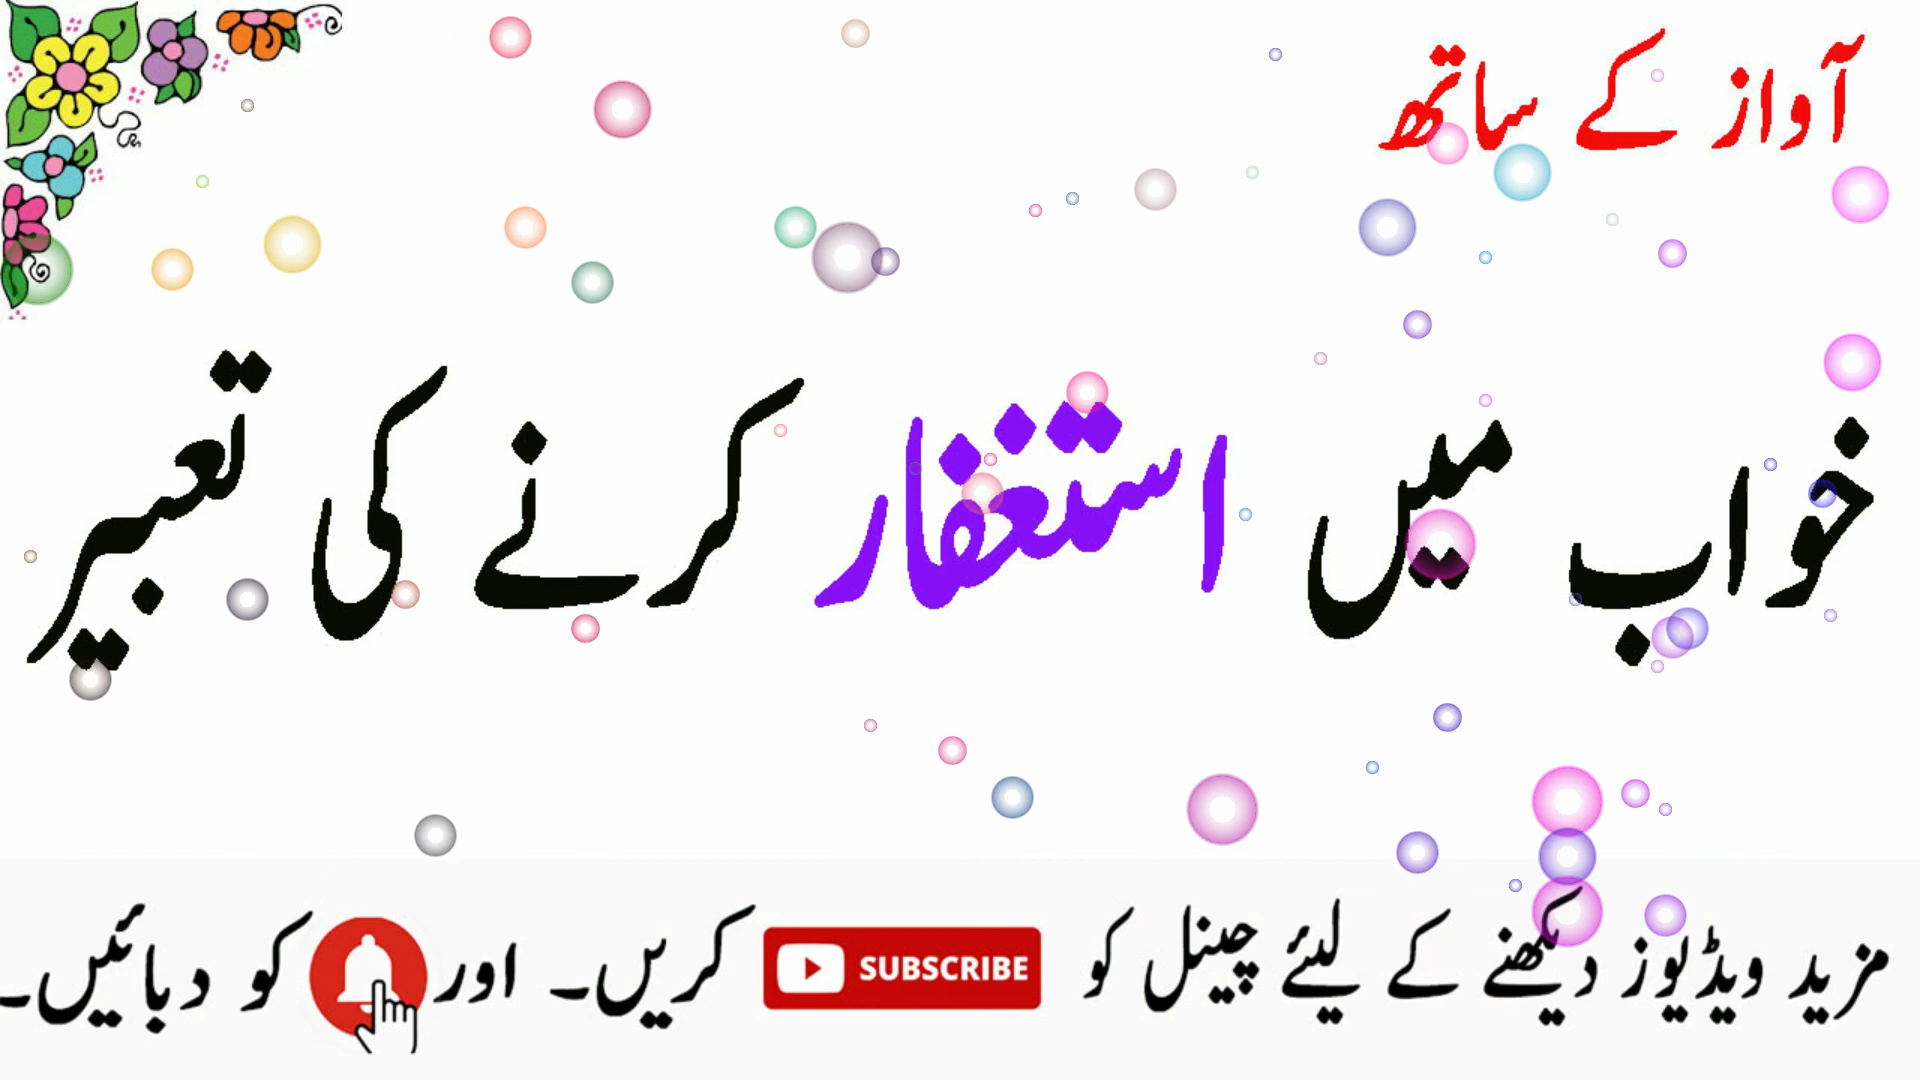 آواز کے ساتھ
خواب میں استغفار کرنے کی تعبیر
مزید ویڈیوز دیکھنے کے لیئے چینل کو SUBSCRIBE کریں۔ اور کو دبائیں۔